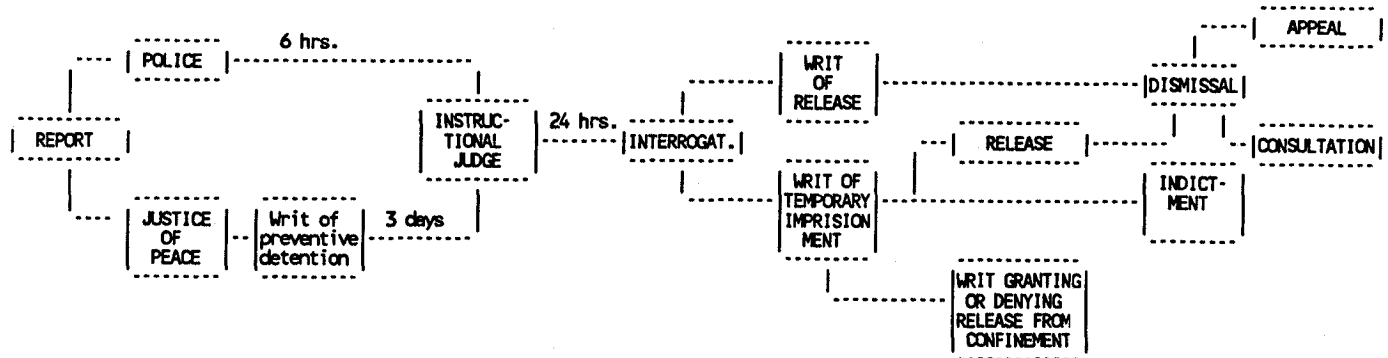 APPEAL
6 hrs.
POLICE
WRIT
OF
RELEASE
DISMISSAL
REPORT
INSTRUC-
TIONAL
JUDGE
24 hrs.
INTERROGAT.
RELEASE
CONSULTATION
JUSTICE
OF
PEACE
Writ of
preventive
detention
3 days
WRIT OF
TEMPORARY
IMPRISION
MENT
INDICT-
MENT
WRIT GRANTING
OR DENYING
RELEASE FROM
CONFINEMENT